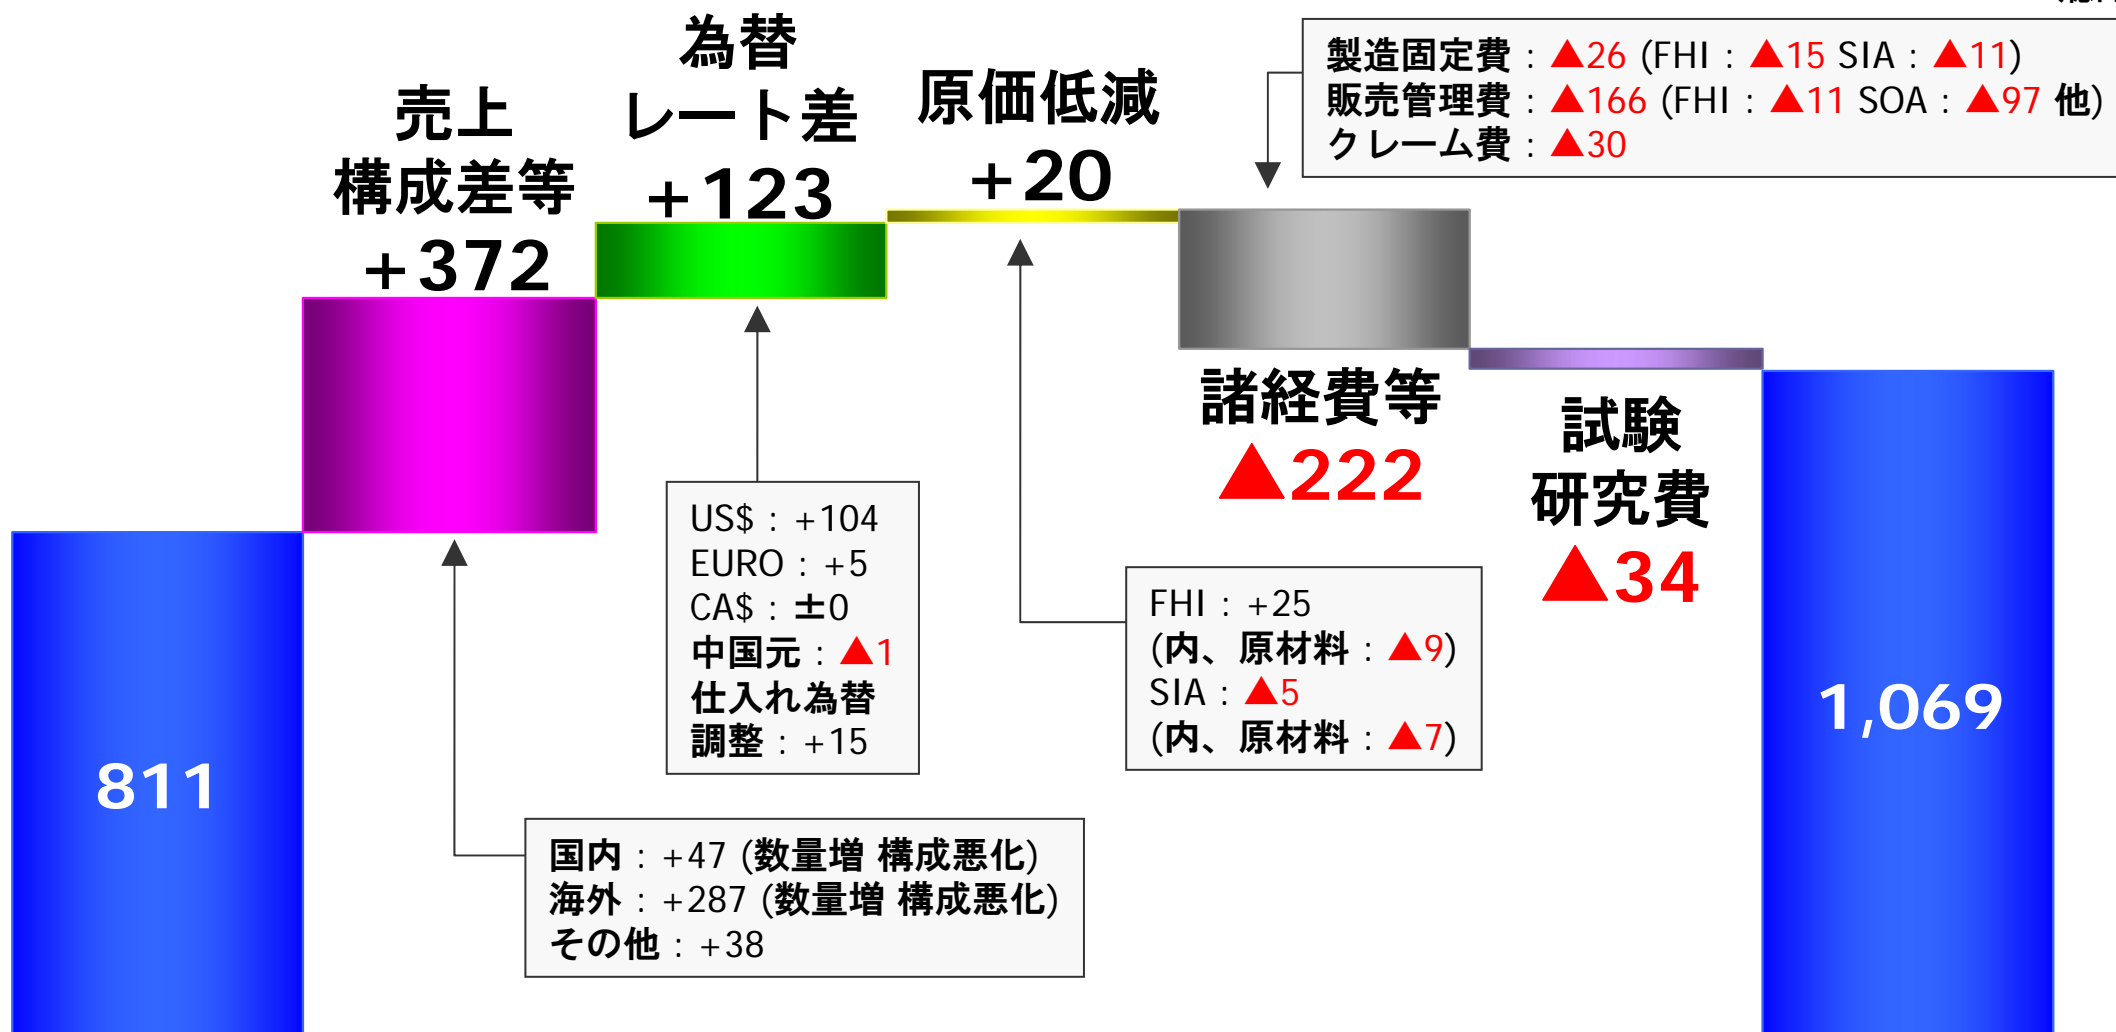 売上
構成差等
+372
為替
レート差
+123
原価低減
+20
製造固定費 : ▲26 (FHI : ▲15 SIA : ▲11)
販売管理費 : ▲166 (FHI : ▲11 SOA : ▲97 他)
クレーム費 : ▲30
諸経費等
▲222
試験
研究費
▲34
US$ : +104
EURO : +5
CA$ : ±0
中国元 : ▲1
仕入れ為替
調整 : +15
FHI : +25
(内、原材料 : ▲9)
SIA : ▲5
(内、原材料 : ▲7)
811
1,069
国内 : +47 (数量増 構成悪化)
海外 : +287 (数量増 構成悪化)
その他 : +38